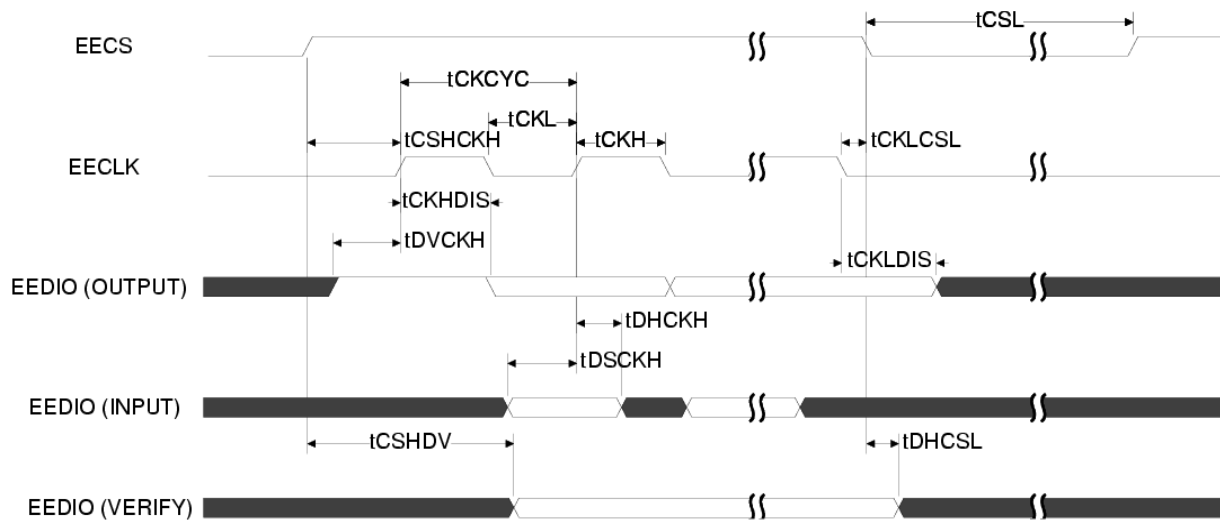 tCSL
EECS
tCKCYC
tCKL
tCSHCKH
tCKH
tCKLCSL
EECLK
tCKHDIS
tDVCKH
tCKLDIS
EEDIO (OUTPUT)
tDHCKH
tDSCKH
EEDIO (INPUT)
tCSHDV
tDHCSL
EEDIO (VERIFY)